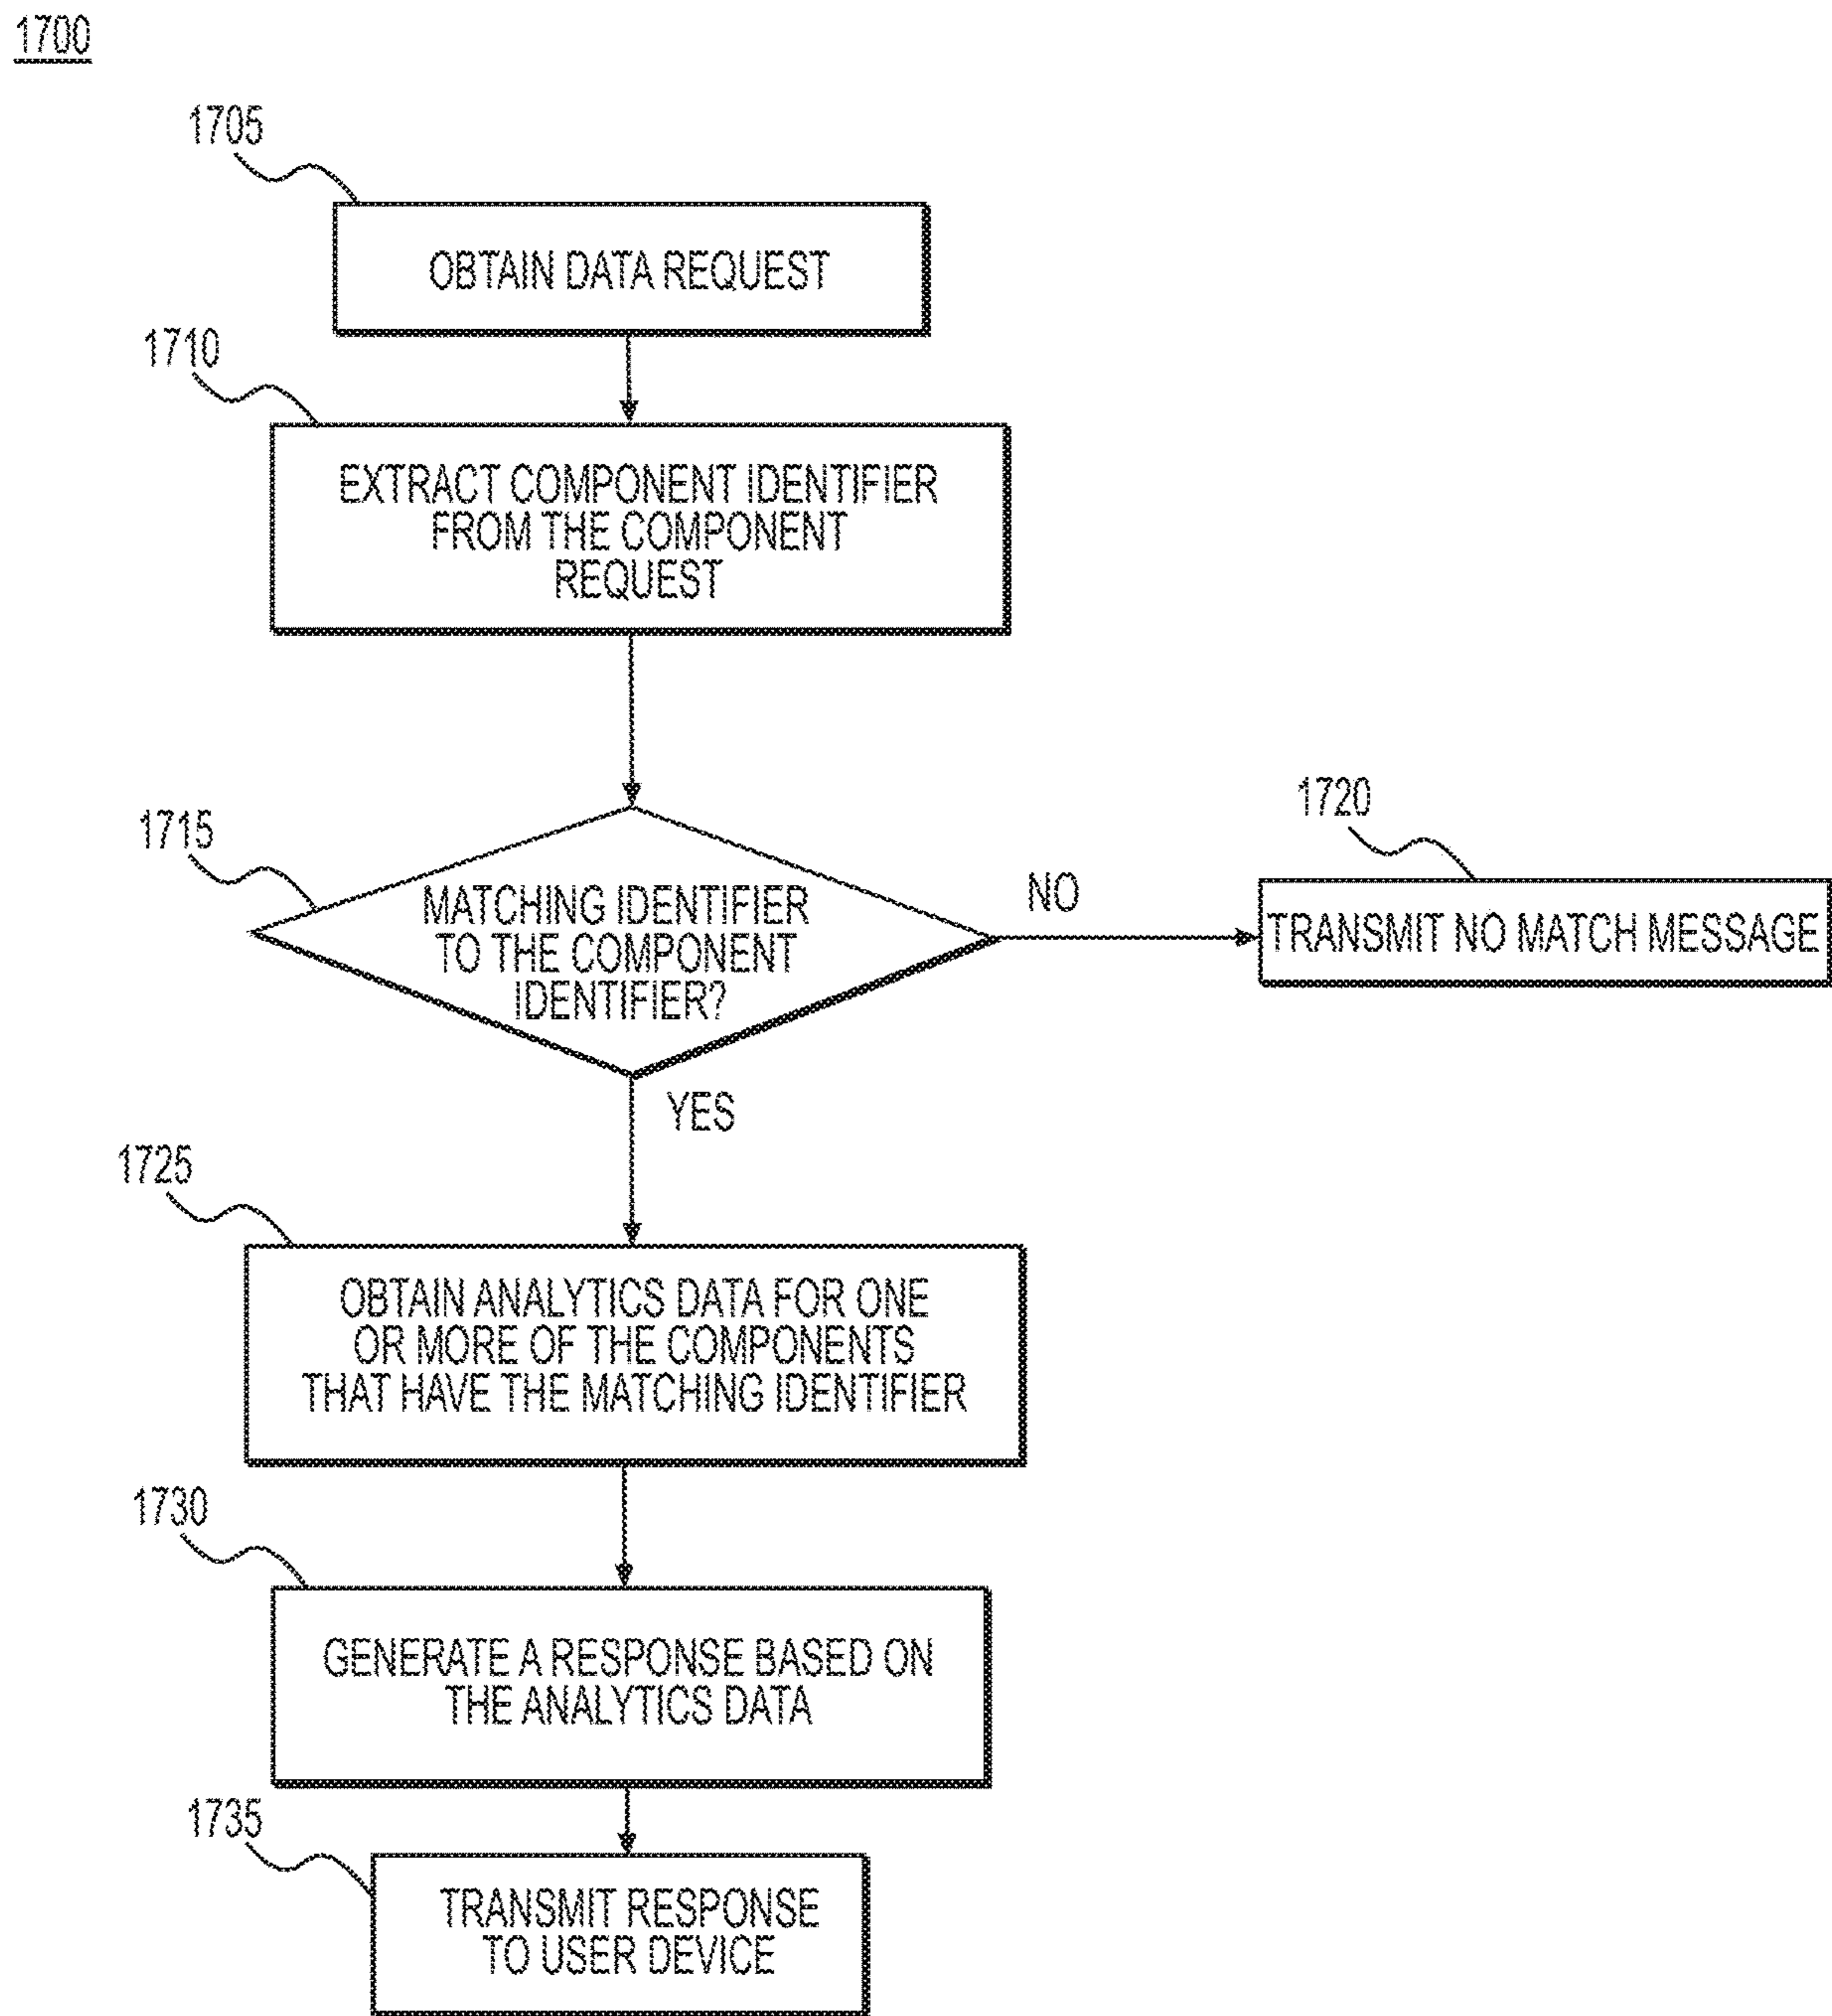 1700
1705
OBTAIN DATA REQUEST
1710
EXTRACT COMPONENT IDENTIFIER
FROM THE COMPONENT
REQUEST
1715
MATCHING IDENTIFIER
TO THE COMPONENT
IDENTIFIER?
NO
1720
TRANSMIT NO MATCH MESSAGE
YES
1725
OBTAIN ANALYTICS DATA FOR ONE
OR MORE OF THE COMPONENTS
THAT HAVE THE MATCHING IDENTIFIER
1730
GENERATE A RESPONSE BASED ON
THE ANALYTICS DATA
1735
TRANSMIT RESPONSE
TO USER DEVICE